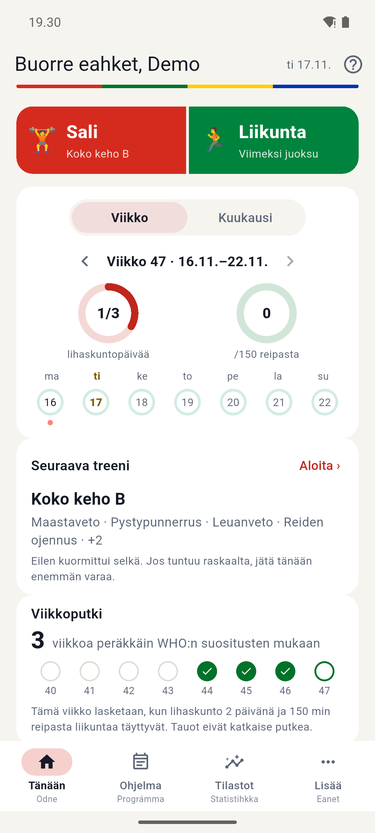 19.30
Buorre eahket, Demo
ti 17.11.
Sali
Koko keho B
Liikunta
Viimeksi juoksu
Viikko
Kuukausi
Viikko 47 · 16.11.–22.11.
1/3
0
lihaskuntopäivää
/150 reipasta
ma ti ke to pe la su
16 17 18 19 20 21 22
Seuraava treeni
Aloita ›
Koko keho B
Maastaveto · Pystypunnerrus · Leuanveto · Reiden
ojennus · +2
Eilen kuormittui selkä. Jos tuntuu raskaalta, jätä tänään
enemmän varaa.
Viikkoputki
3 viikkoa peräkkäin WHO:n suositusten mukaan
40 41 42 43 44 45 46 47
Tämä viikko lasketaan, kun lihaskunto 2 päivänä ja 150 min
reipasta liikuntaa täyttyvät. Tauot eivät katkaise putkea.
Tänään Ohjelma Tilastot Lisää
Odne Prográmma Statistihkka Eanet